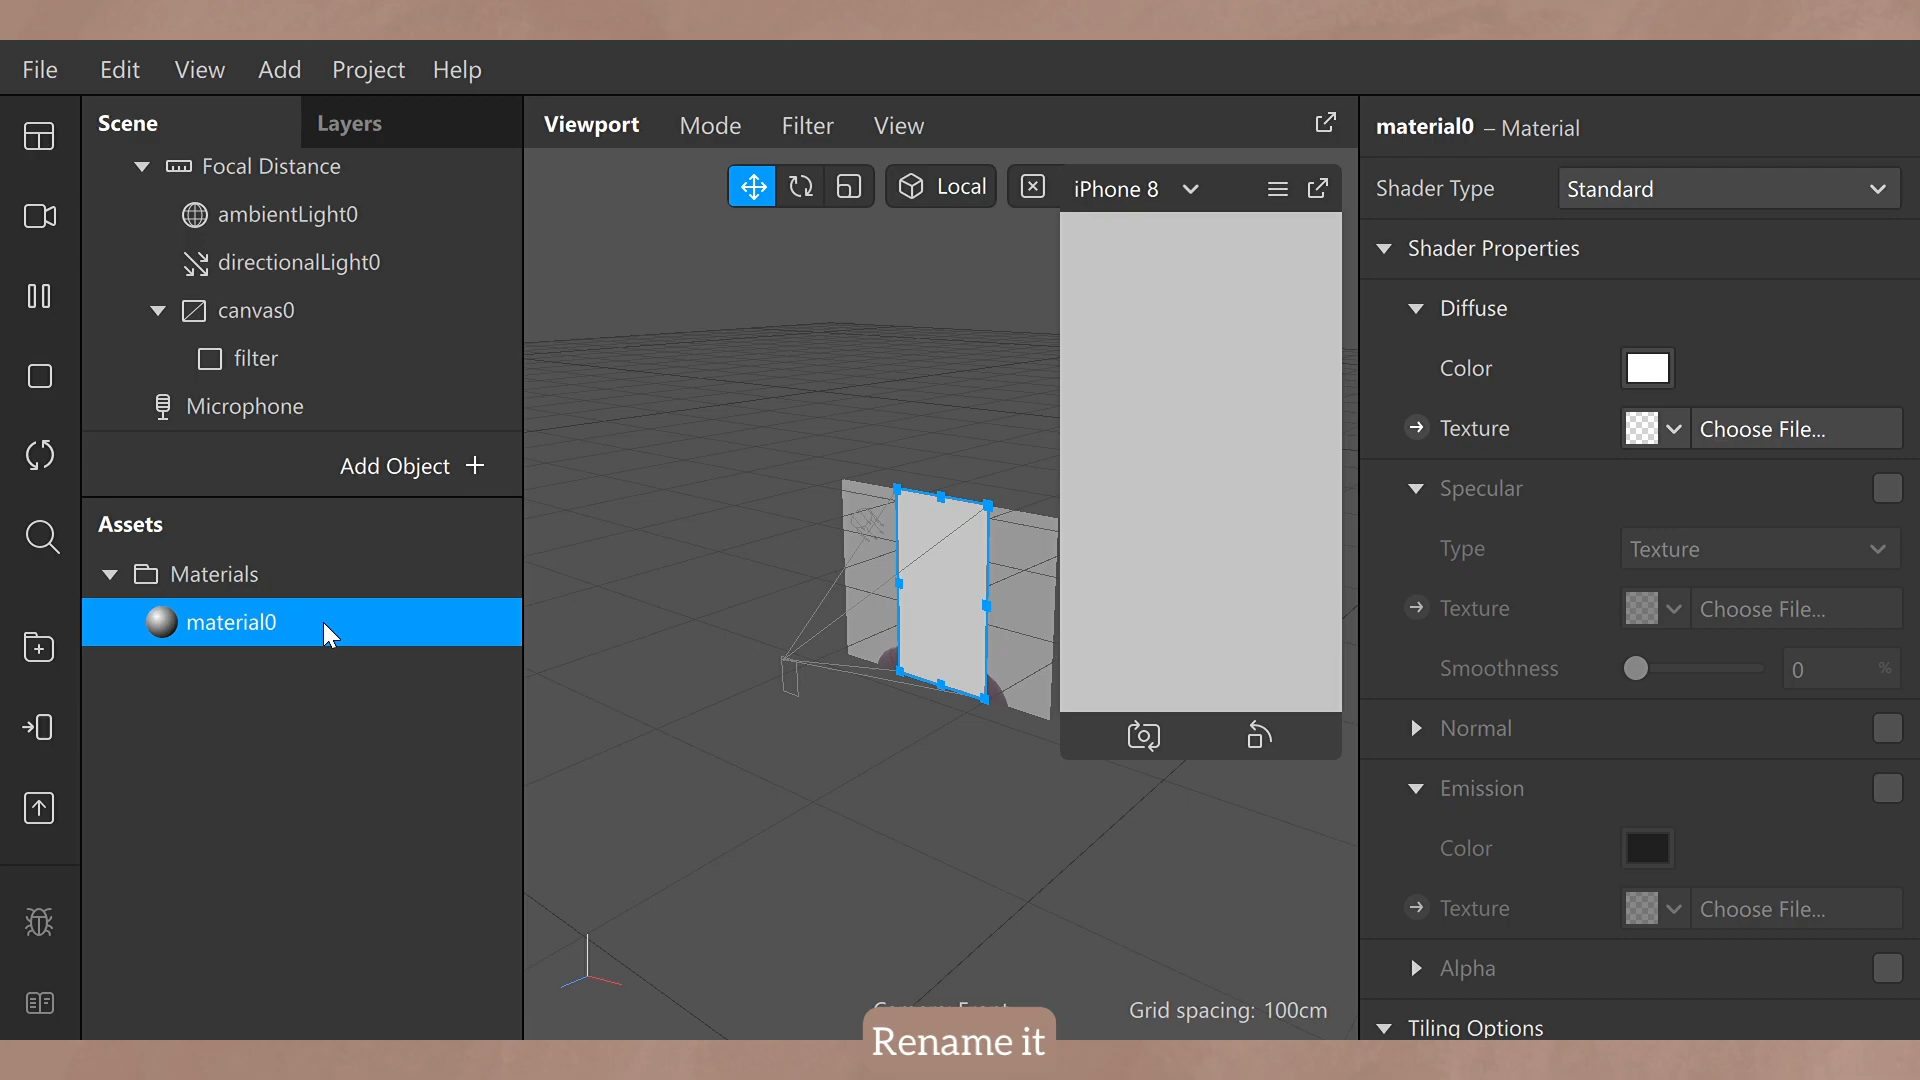 File Edit View Add Project Help
Scene Layers
Focal Distance
ambientLight0
directionalLight0
canvas0
filter
Microphone
Add Object +
Assets
Materials
material0
Viewport Mode Filter View
Local
iPhone 8
Grid spacing: 100cm
Rename it
material0 – Material
Shader Type Standard
Shader Properties
Diffuse
Color
Texture Choose File...
Specular
Type Texture
Texture Choose File...
Smoothness 0 %
Normal
Emission
Color
Texture Choose File...
Alpha
Tiling Options